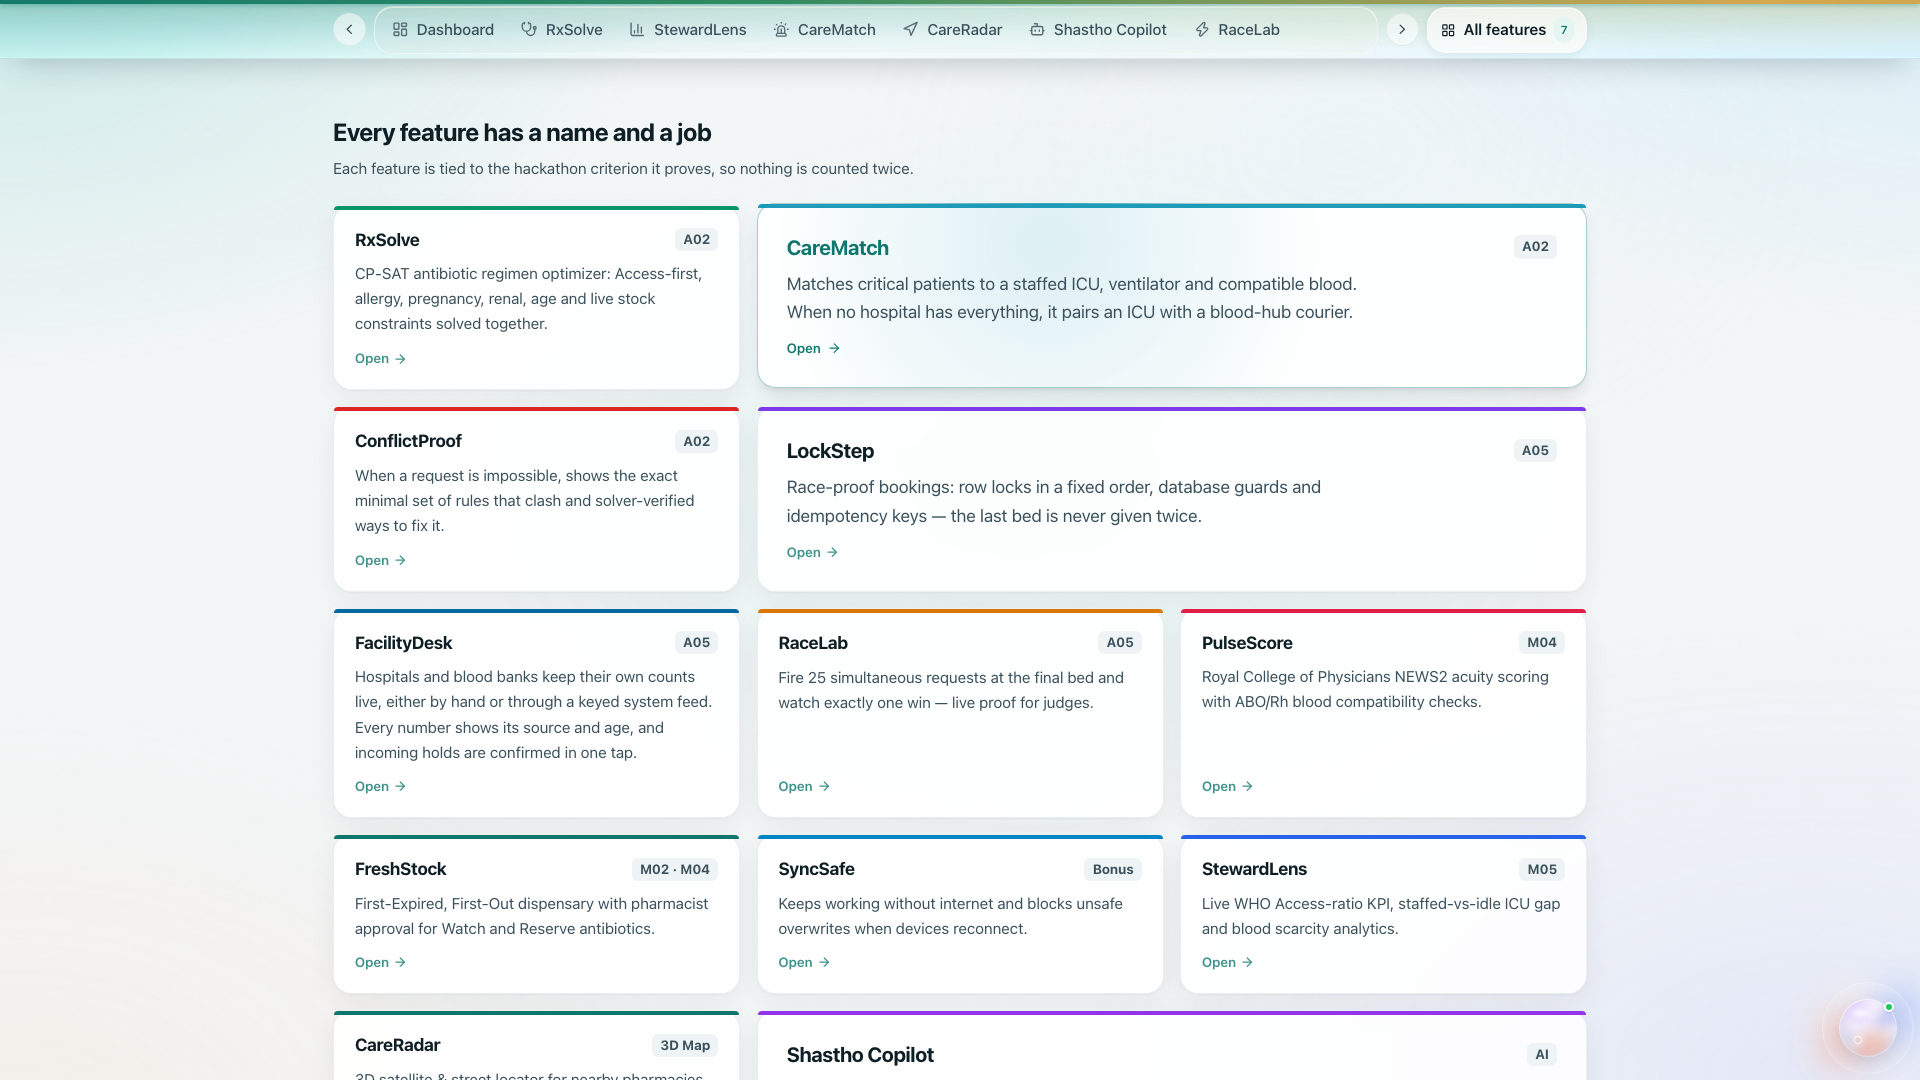 Dashboard
RxSolve
StewardLens
CareMatch
CareRadar
Shastho Copilot
RaceLab
All features 7
Every feature has a name and a job
Each feature is tied to the hackathon criterion it proves, so nothing is counted twice.
RxSolve
A02
CP-SAT antibiotic regimen optimizer: Access-first,
allergy, pregnancy, renal, age and live stock
constraints solved together.
Open →
CareMatch
A02
Matches critical patients to a staffed ICU, ventilator and compatible blood.
When no hospital has everything, it pairs an ICU with a blood-hub courier.
Open →
ConflictProof
A02
When a request is impossible, shows the exact
minimal set of rules that clash and solver-verified
ways to fix it.
Open →
LockStep
A05
Race-proof bookings: row locks in a fixed order, database guards and
idempotency keys — the last bed is never given twice.
Open →
FacilityDesk
A05
Hospitals and blood banks keep their own counts
live, either by hand or through a keyed system feed.
Every number shows its source and age, and
incoming holds are confirmed in one tap.
Open →
RaceLab
A05
Fire 25 simultaneous requests at the final bed and
watch exactly one win — live proof for judges.
Open →
PulseScore
M04
Royal College of Physicians NEWS2 acuity scoring
with ABO/Rh blood compatibility checks.
Open →
FreshStock
M02 · M04
First-Expired, First-Out dispensary with pharmacist
approval for Watch and Reserve antibiotics.
Open →
SyncSafe
Bonus
Keeps working without internet and blocks unsafe
overwrites when devices reconnect.
Open →
StewardLens
M05
Live WHO Access-ratio KPI, staffed-vs-idle ICU gap
and blood scarcity analytics.
Open →
CareRadar
3D Map
3D satellite & street locator for nearby pharmacies,
Shastho Copilot
AI